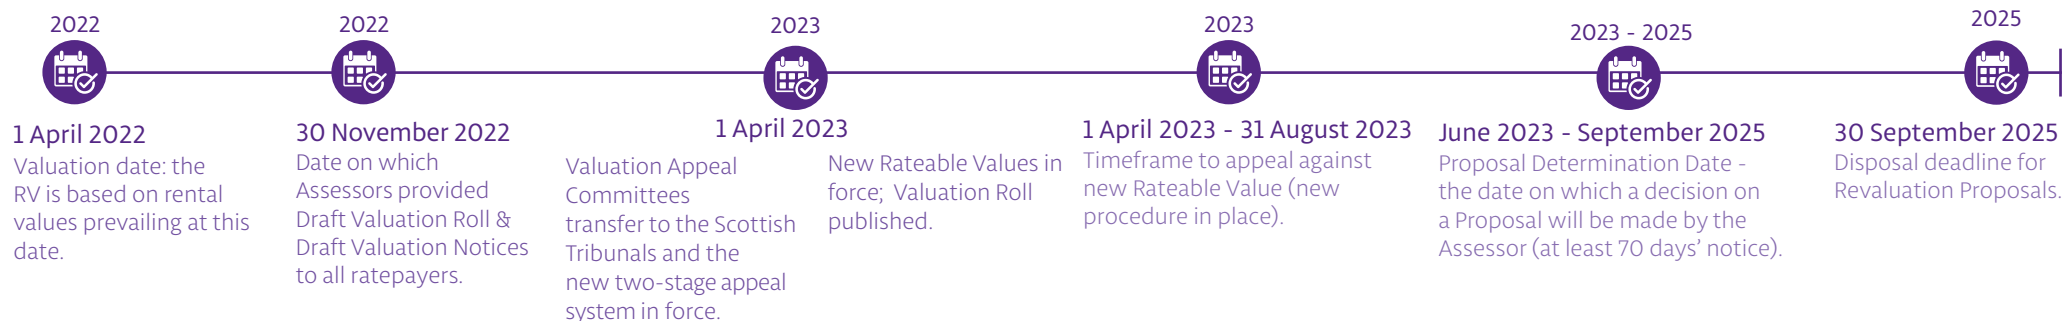 2022
1 April 2022
Valuation date: the
RV is based on rental
values prevailing at this
date.
2022
30 November 2022
Date on which
Assessors provided
Draft Valuation Roll &
Draft Valuation Notices
to all ratepayers.
2023
1 April 2023
Valuation Appeal
Committees
transfer to the Scottish
Tribunals and the
new two-stage appeal
system in force.
New Rateable Values in
force; Valuation Roll
published.
2023
1 April 2023 - 31 August 2023
Timeframe to appeal against
new Rateable Value (new
procedure in place).
2023 - 2025
June 2023 - September 2025
Proposal Determination Date -
the date on which a decision on
a Proposal will be made by the
Assessor (at least 70 days’ notice).
2025
30 September 2025
Disposal deadline for
Revaluation Proposals.